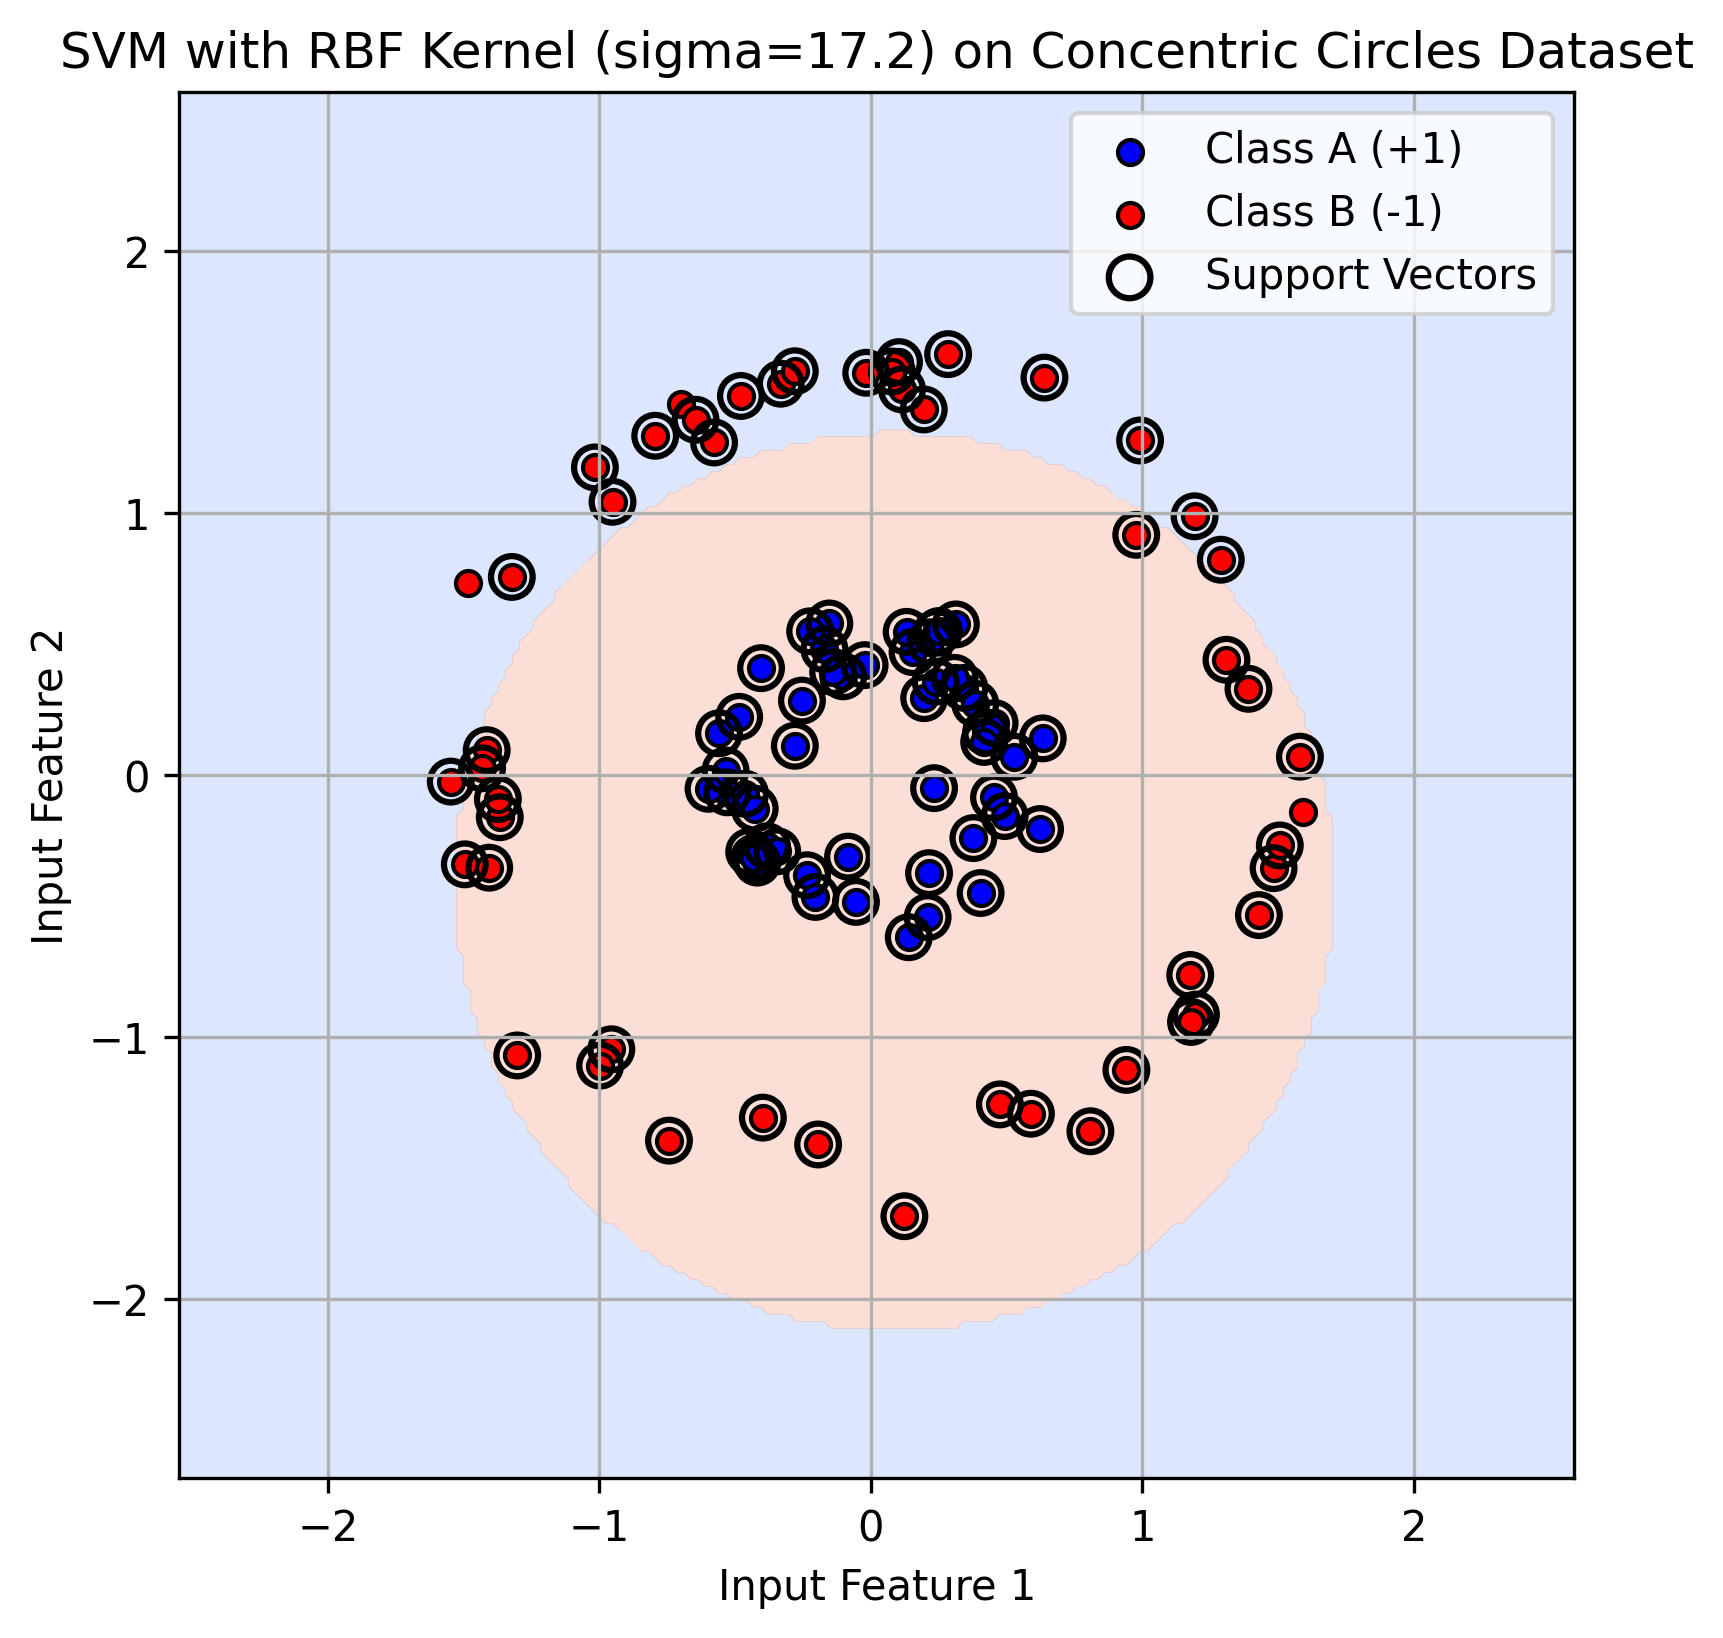 SVM with RBF Kernel (sigma=17.2) on Concentric Circles Dataset
Class A (+1)
Class B (-1)
Support Vectors
2
1
0
−1
−2
Input Feature 2
−2
−1
0
1
2
Input Feature 1